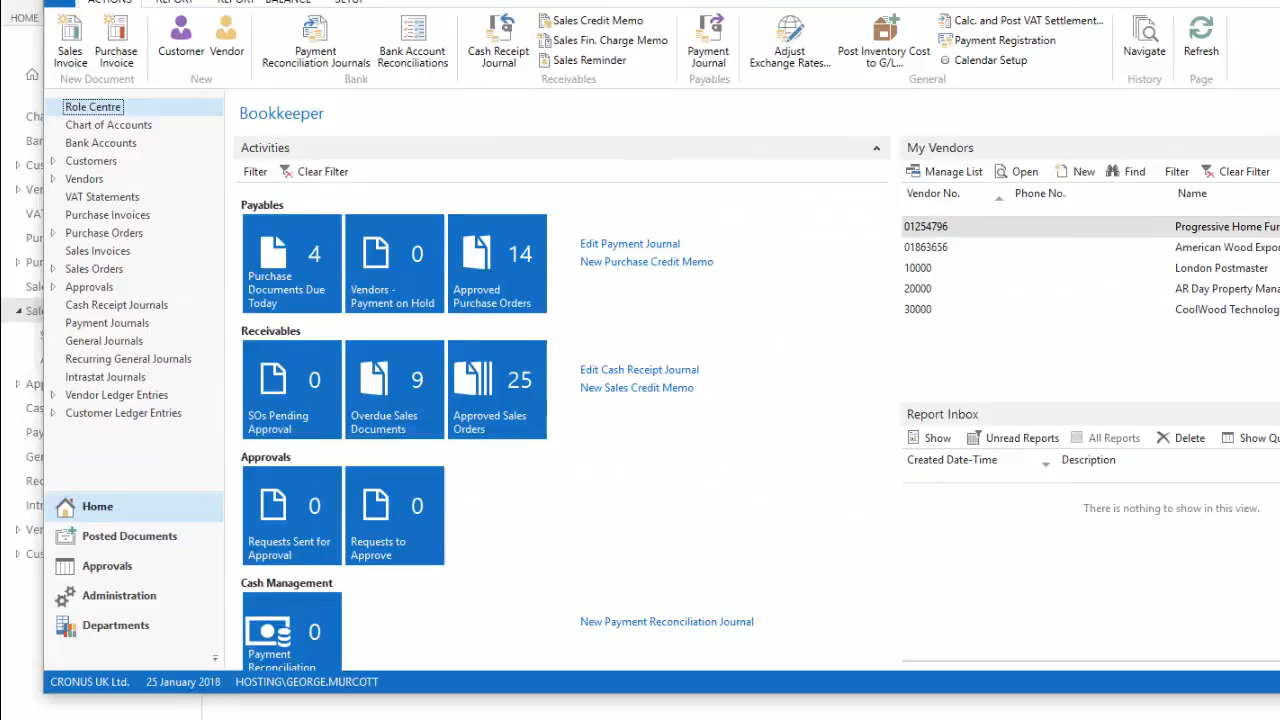 HOME
ACTIONS REPORT REPORT BALANCE SETUP
Sales Invoice
Purchase Invoice
New Document
Customer
Vendor
New
Payment Reconciliation Journals
Bank Account Reconciliations
Bank
Cash Receipt Journal
Sales Credit Memo
Sales Fin. Charge Memo
Sales Reminder
Receivables
Payment Journal
Payables
Adjust Exchange Rates...
Post Inventory Cost to G/L...
Calc. and Post VAT Settlement...
Payment Registration
Calendar Setup
General
Navigate
History
Refresh
Page
Role Centre
Chart of Accounts
Bank Accounts
Customers
Vendors
VAT Statements
Purchase Invoices
Purchase Orders
Sales Invoices
Sales Orders
Approvals
Cash Receipt Journals
Payment Journals
General Journals
Recurring General Journals
Intrastat Journals
Vendor Ledger Entries
Customer Ledger Entries
Home
Posted Documents
Approvals
Administration
Departments
Bookkeeper
Activities
Filter Clear Filter
Payables
4
Purchase Documents Due Today
0
Vendors - Payment on Hold
14
Approved Purchase Orders
Edit Payment Journal
New Purchase Credit Memo
Receivables
0
SOs Pending Approval
9
Overdue Sales Documents
25
Approved Sales Orders
Edit Cash Receipt Journal
New Sales Credit Memo
Approvals
0
Requests Sent for Approval
0
Requests to Approve
Cash Management
0
Payment Reconciliation
New Payment Reconciliation Journal
My Vendors
Manage List Open New Find Filter Clear Filter
Vendor No. Phone No. Name
01254796 Progressive Home Fur
01863656 American Wood Expo
10000 London Postmaster
20000 AR Day Property Mana
30000 CoolWood Technolog
Report Inbox
Show Unread Reports All Reports Delete Show Qu
Created Date-Time Description
There is nothing to show in this view.
CRONUS UK Ltd. 25 January 2018 HOSTING\GEORGE.MURCOTT